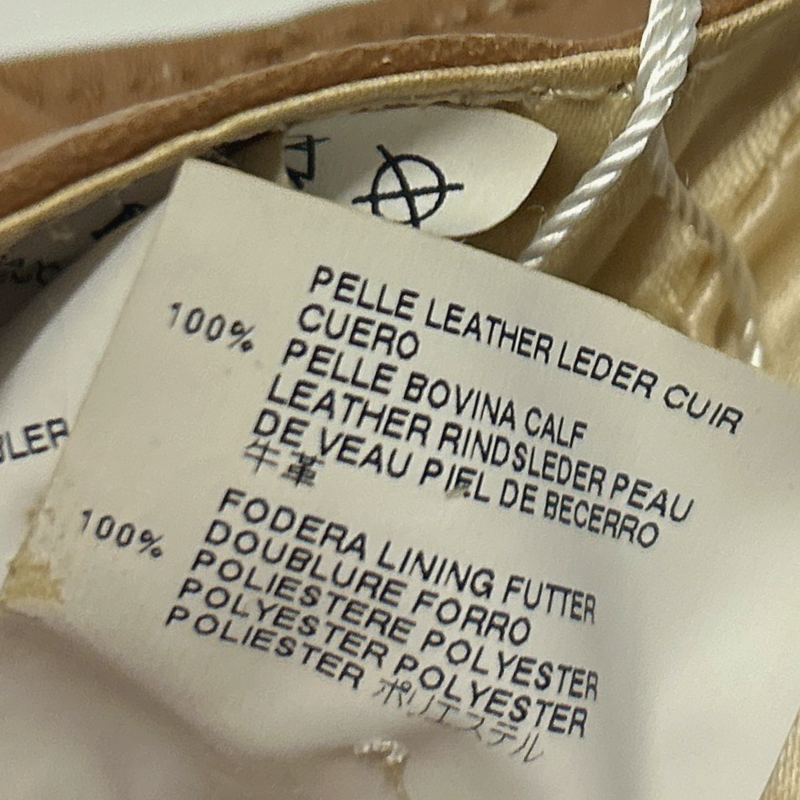 100%
PELLE LEATHER LEDER CUIR
CUERO
PELLE BOVINA CALF
LEATHER RINDSLEDER PEAU
DE VEAU PIEL DE BECERRO
牛革
100%
FODERA LINING FUTTER
DOUBLURE FORRO
POLIESTERE POLYESTER
POLYESTER POLYESTER
POLIESTER ポリエステル